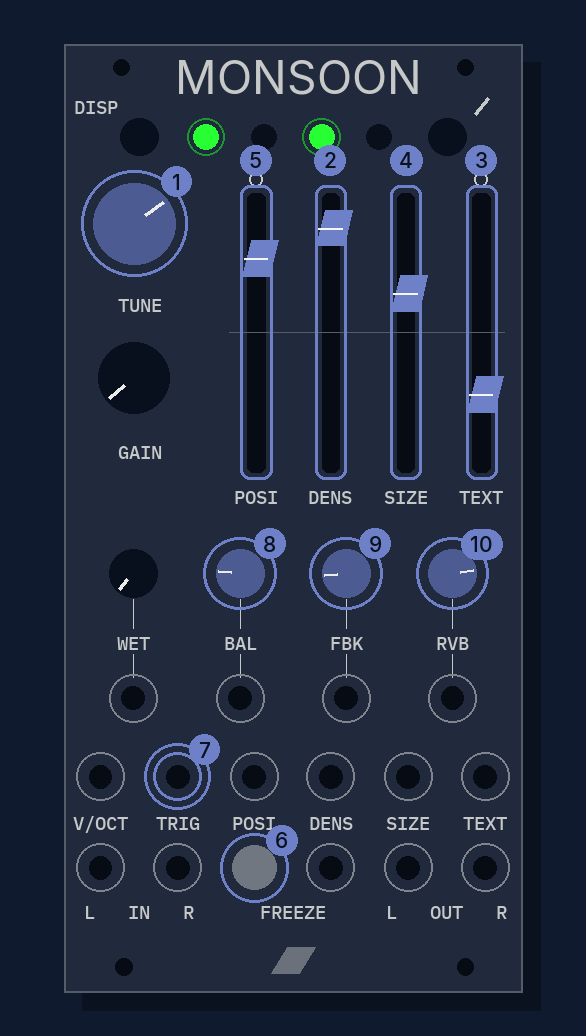 MONSOON
DISP
1
5 2 4 3
TUNE
GAIN
POSI DENS SIZE TEXT
8 9 10
WET BAL FBK RVB
7
V/OCT TRIG POSI DENS SIZE TEXT
6
L IN R FREEZE L OUT R